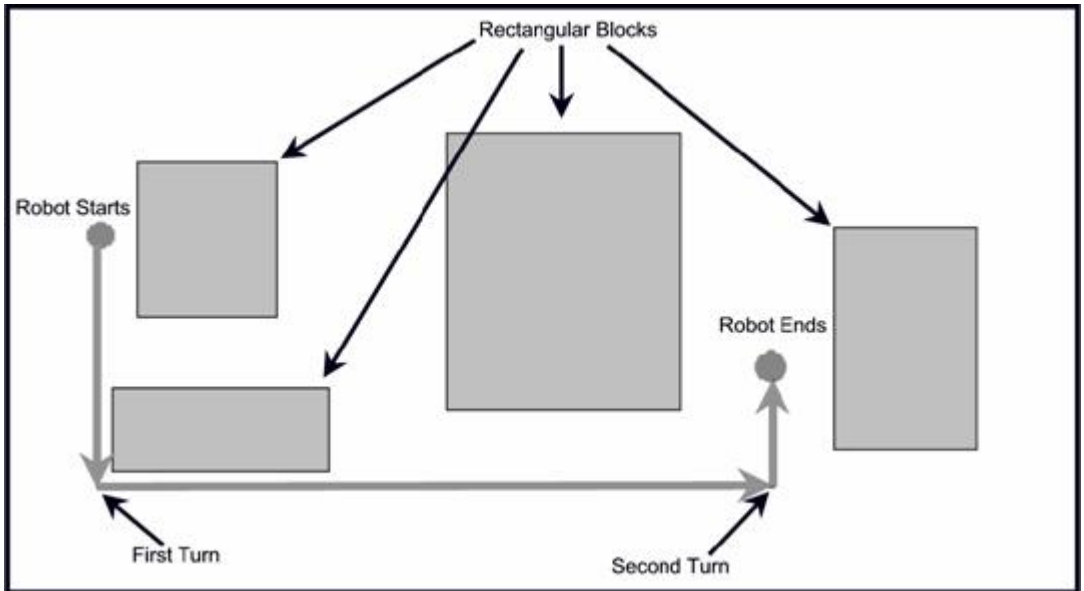 Rectangular Blocks
Robot Starts
Robot Ends
First Turn
Second Turn